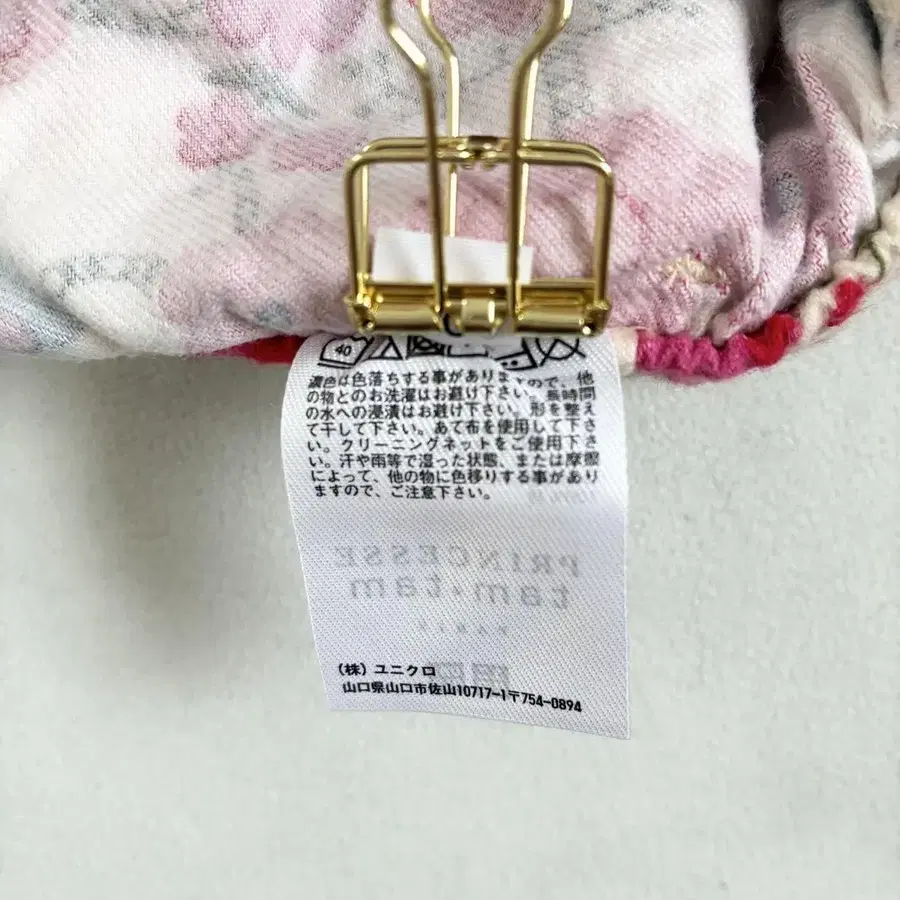 40
濃色は色落ちする事がありますので、他
の物とのお洗濯はお避け下さい。長時間
の水への浸漬はお避け下さい。形を整え
て干して下さい。あて布を使用して下さ
い。クリーニングネットをご使用下さ
い。汗や雨等で湿った状態、または摩擦
によって、他の物に色移りする事があり
ますので、ご注意下さい。
PRINCESSE
tam·tam
PARIS
(株) ユニクロ
山口県山口市佐山10717-1〒754-0894